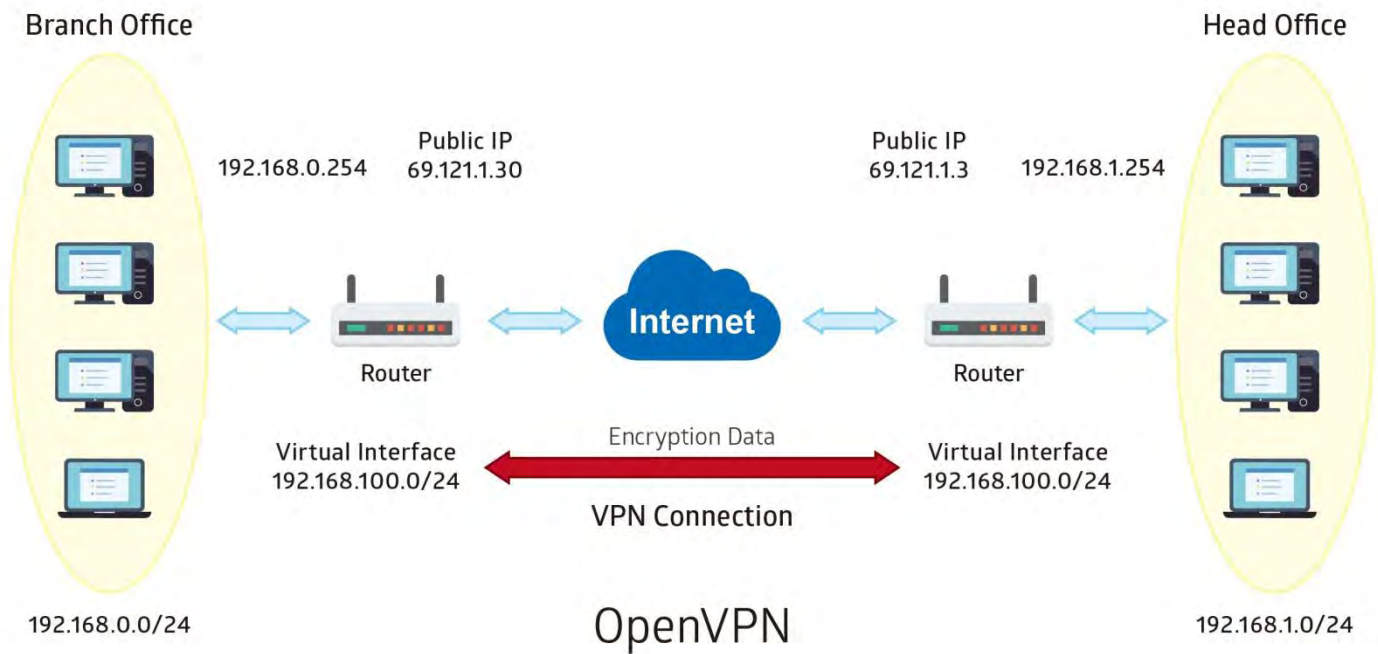 Branch Office
Head Office
Public IP
69.121.1.30
192.168.0.254
Public IP
69.121.1.3
192.168.1.254
Internet
Router
Router
Virtual Interface
192.168.100.0/24
Encryption Data
VPN Connection
Virtual Interface
192.168.100.0/24
192.168.0.0/24
OpenVPN
192.168.1.0/24